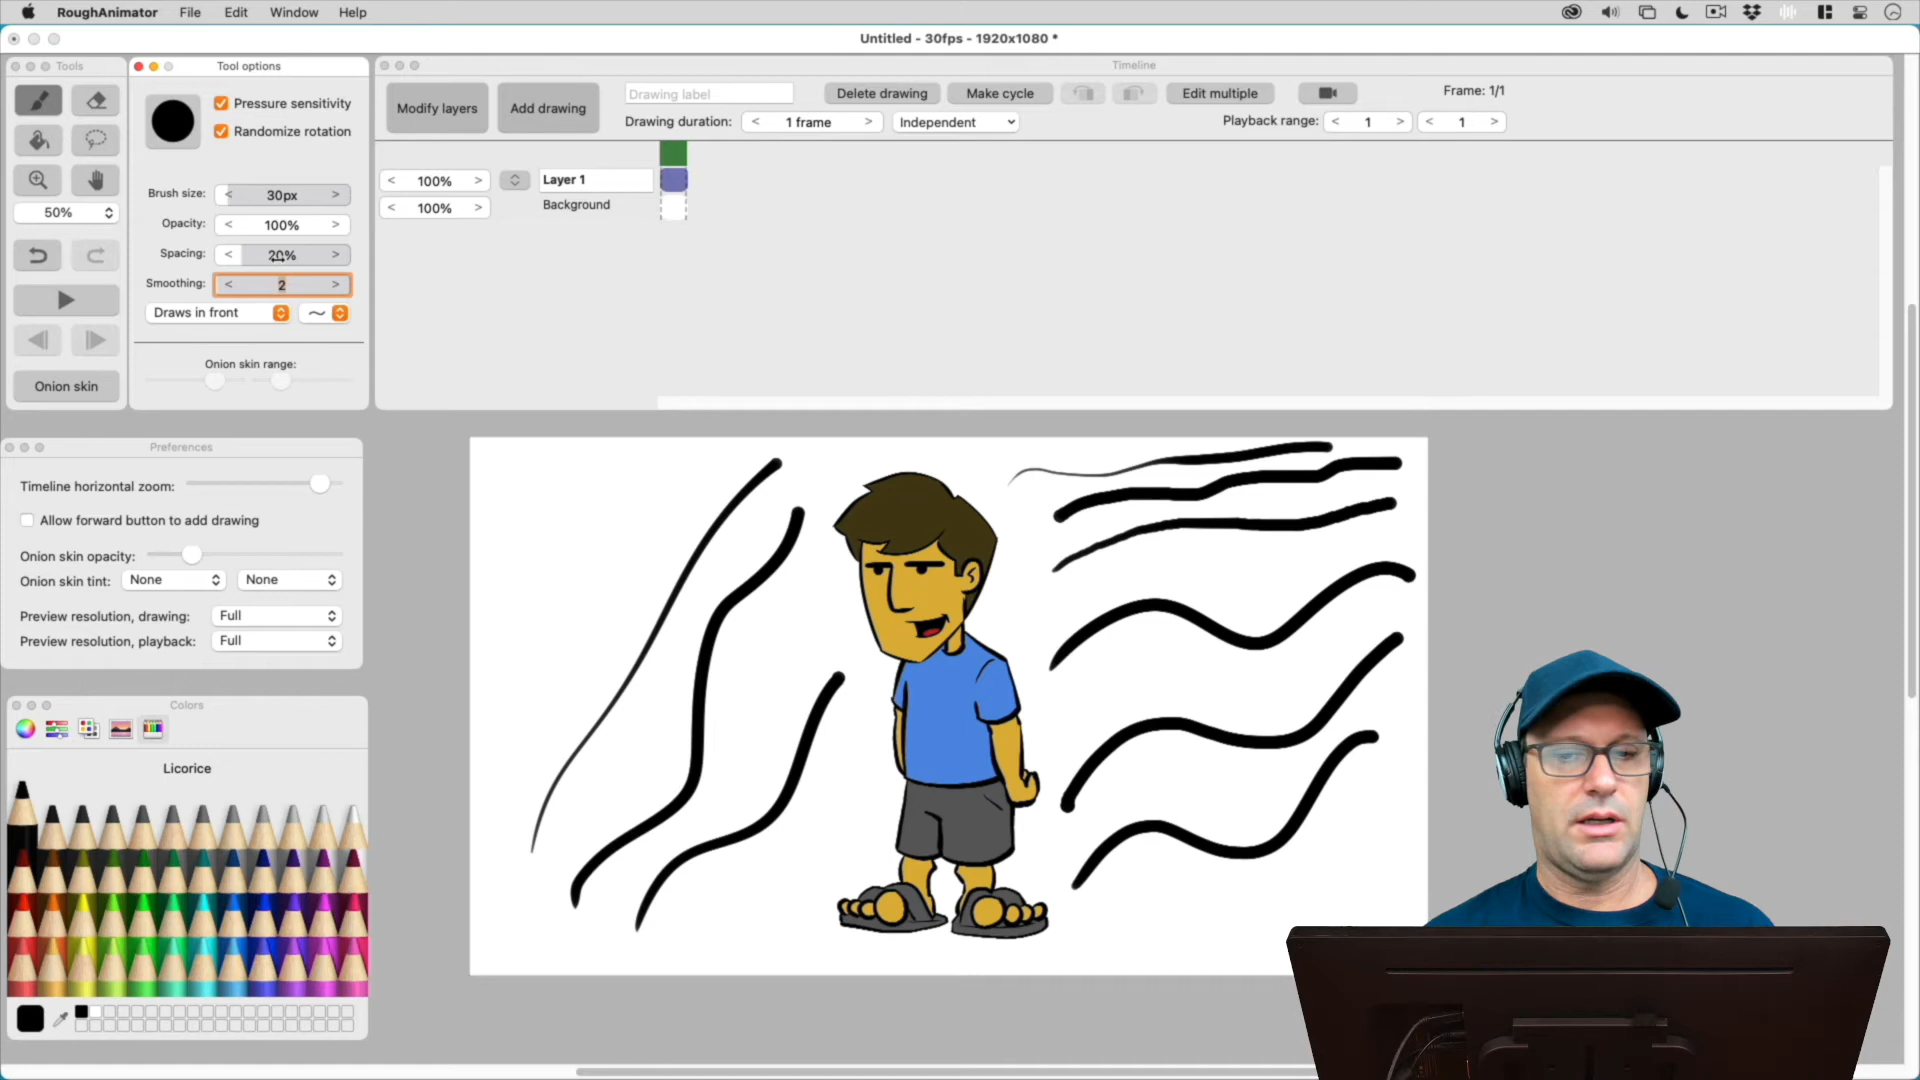 RoughAnimator File Edit Window Help
Untitled - 30fps - 1920x1080 *
Tools
Tool options
Timeline
Pressure sensitivity
Randomize rotation
Brush size: < 30px >
Opacity: < 100% >
Spacing: < 20% >
Smoothing: < 2 >
Draws in front
Onion skin range:
50%
Onion skin
Modify layers
Add drawing
Drawing label
Delete drawing
Make cycle
Edit multiple
Frame: 1/1
Drawing duration: < 1 frame >
Independent
Playback range: < 1 > < 1 >
< 100% > Layer 1
< 100% > Background
Preferences
Timeline horizontal zoom:
Allow forward button to add drawing
Onion skin opacity:
Onion skin tint: None None
Preview resolution, drawing: Full
Preview resolution, playback: Full
Colors
Licorice